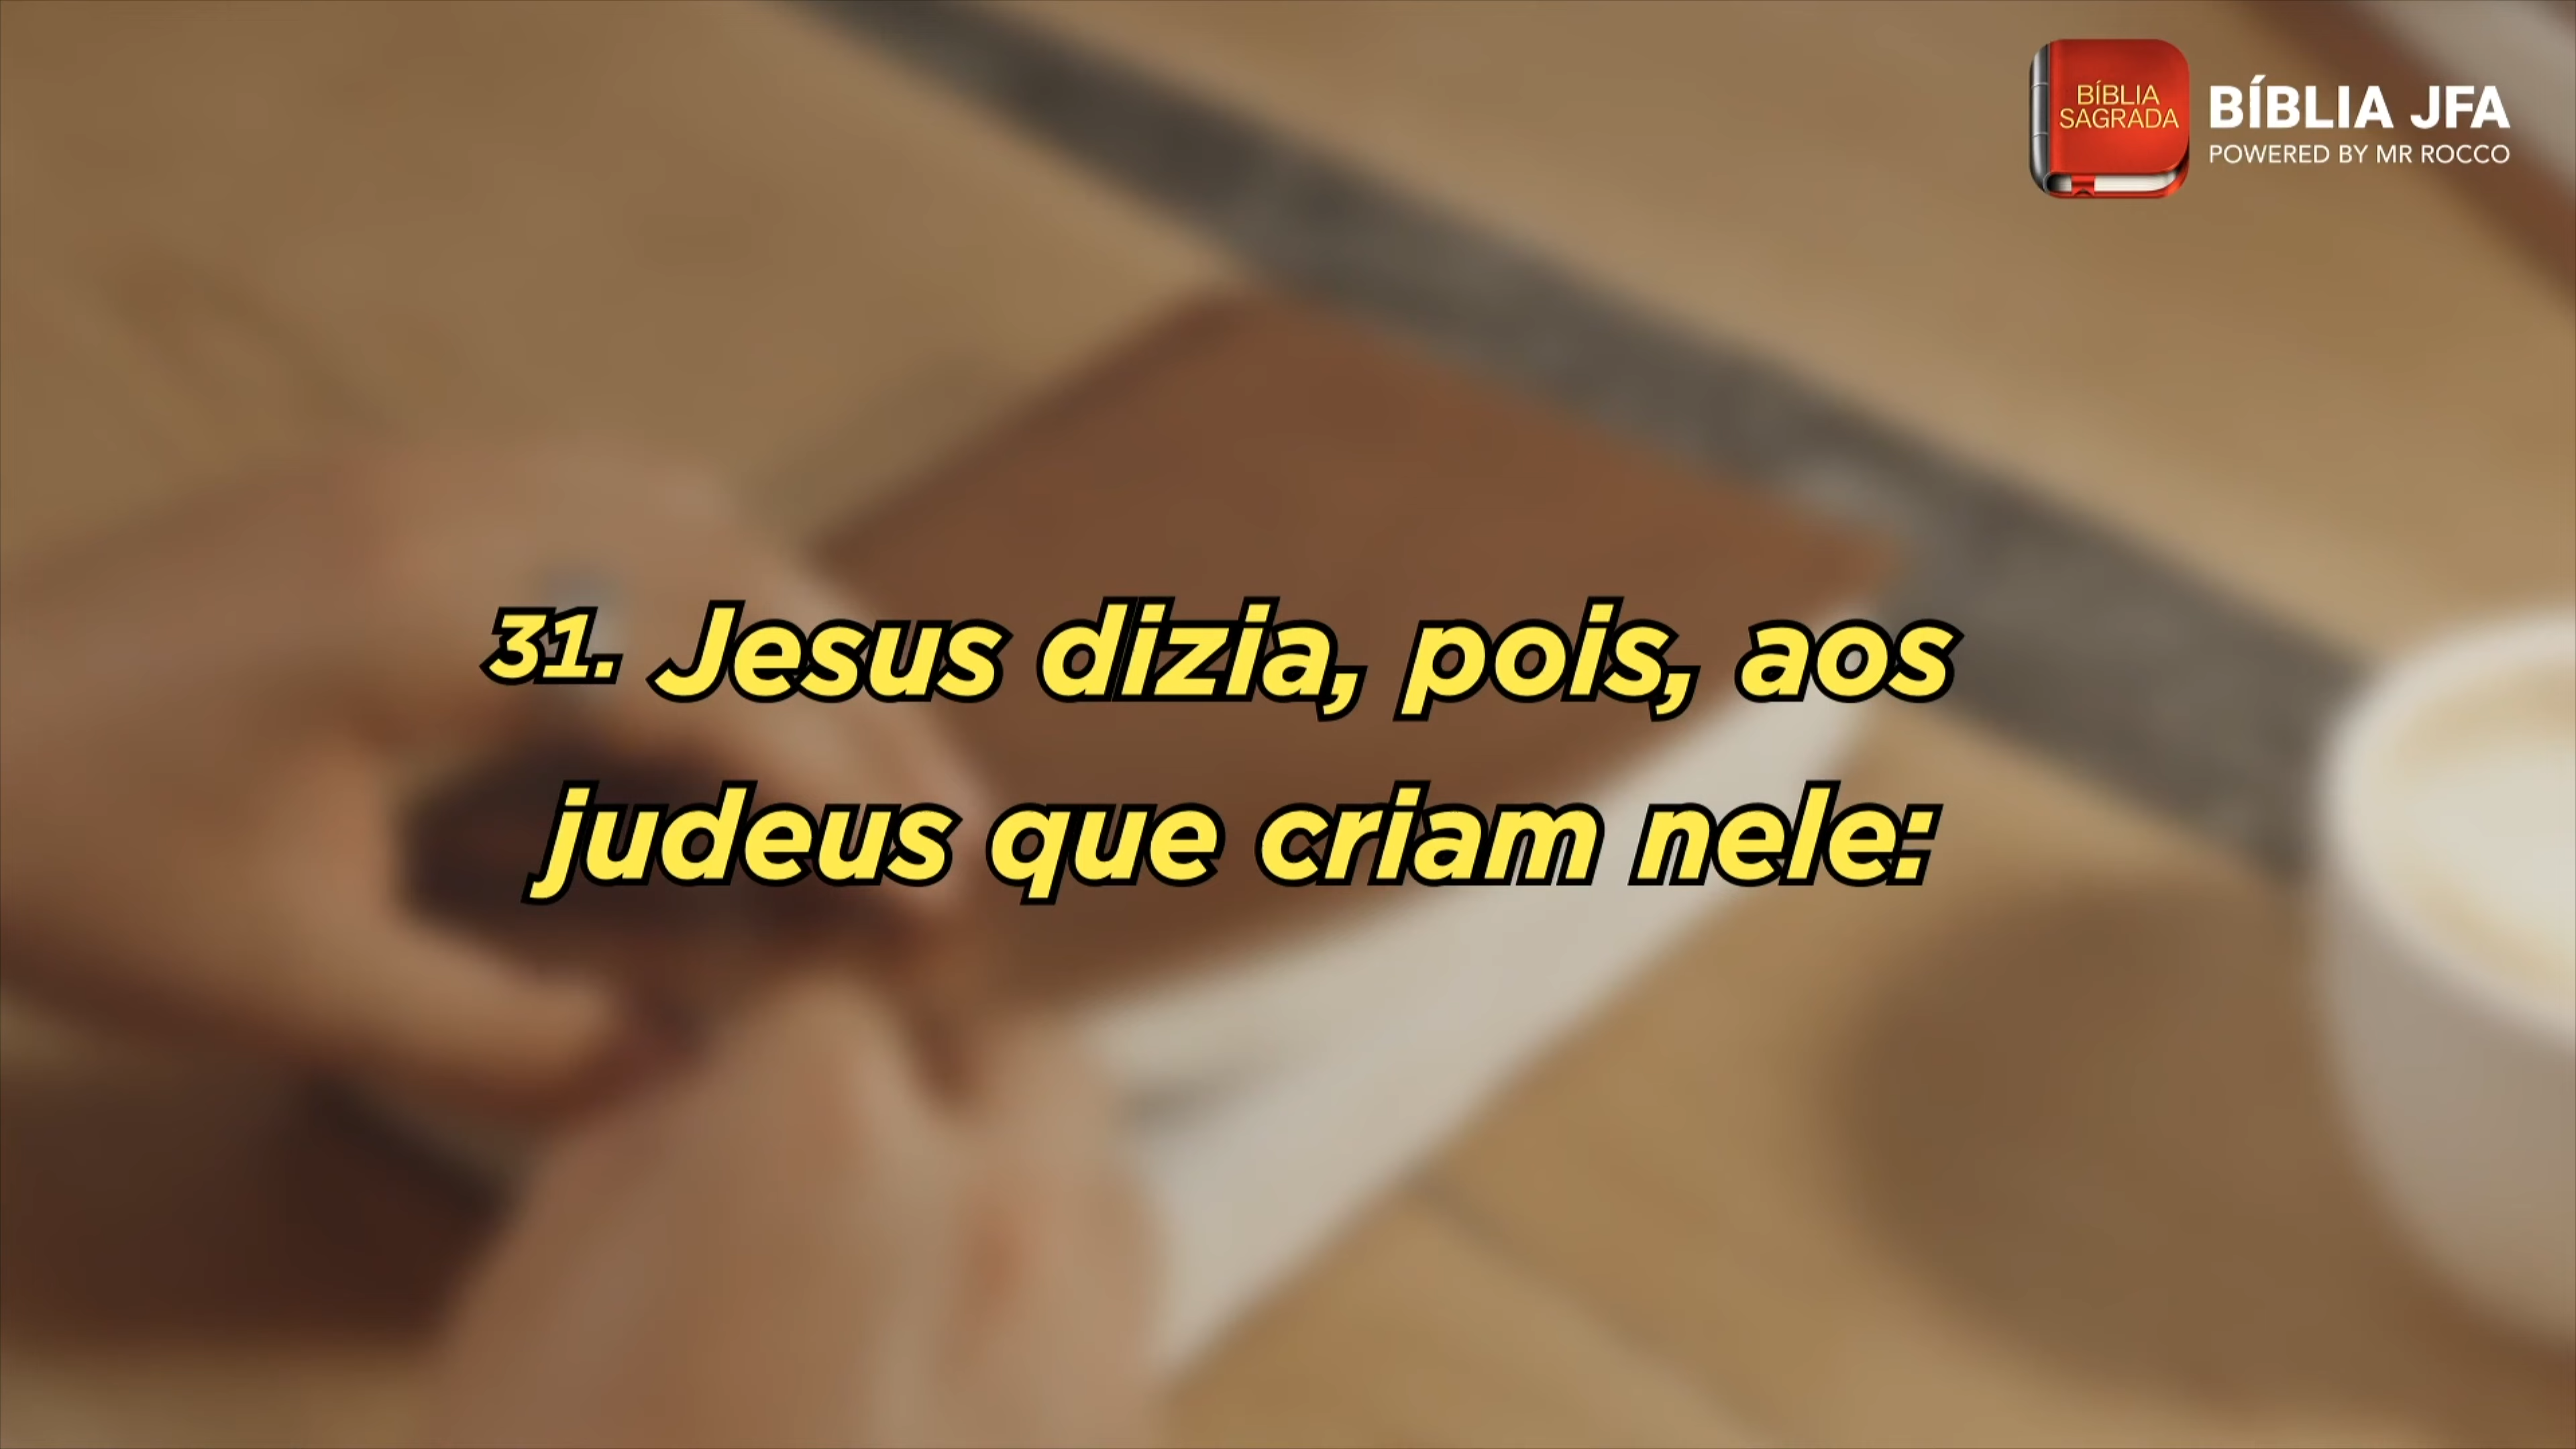 BÍBLIA
SAGRADA
BÍBLIA JFA
POWERED BY MR ROCCO
31. Jesus dizia, pois, aos
judeus que criam nele: